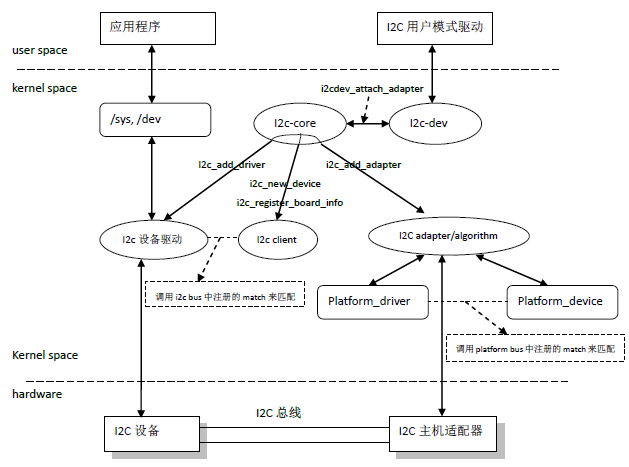 应用程序
I2C 用户模式驱动
user space
kernel space
i2cdev_attach_adapter
/sys, /dev
I2c-core
I2c-dev
I2c_add_driver
i2c_add_adapter
i2c_new_device
i2c_register_board_info
I2c 设备驱动
I2c client
I2C adapter/algorithm
调用 i2c bus 中注册的 match 来匹配
Platform_driver
Platform_device
调用 platform bus 中注册的 match 来匹配
Kernel space
hardware
I2C 总线
I2C 设备
I2C 主机适配器